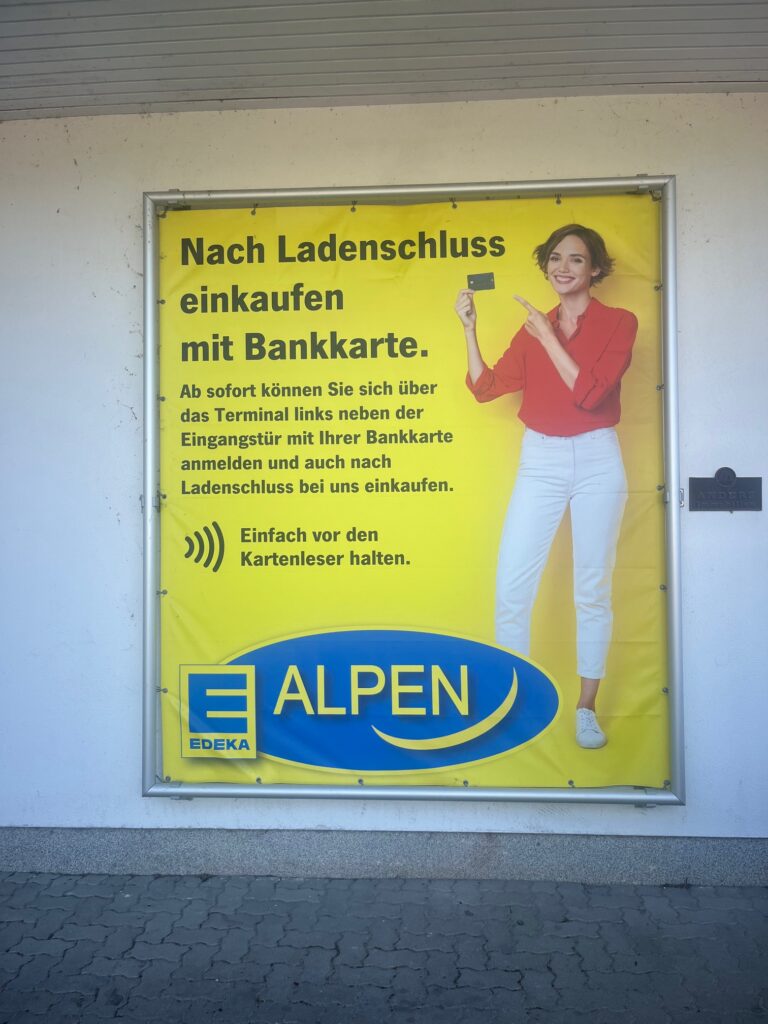 Nach Ladenschluss
einkaufen
mit Bankkarte.
Ab sofort können Sie sich über
das Terminal links neben der
Eingangstür mit Ihrer Bankkarte
anmelden und auch nach
Ladenschluss bei uns einkaufen.
Einfach vor den
Kartenleser halten.
E ALPEN
EDEKA
ANDERS